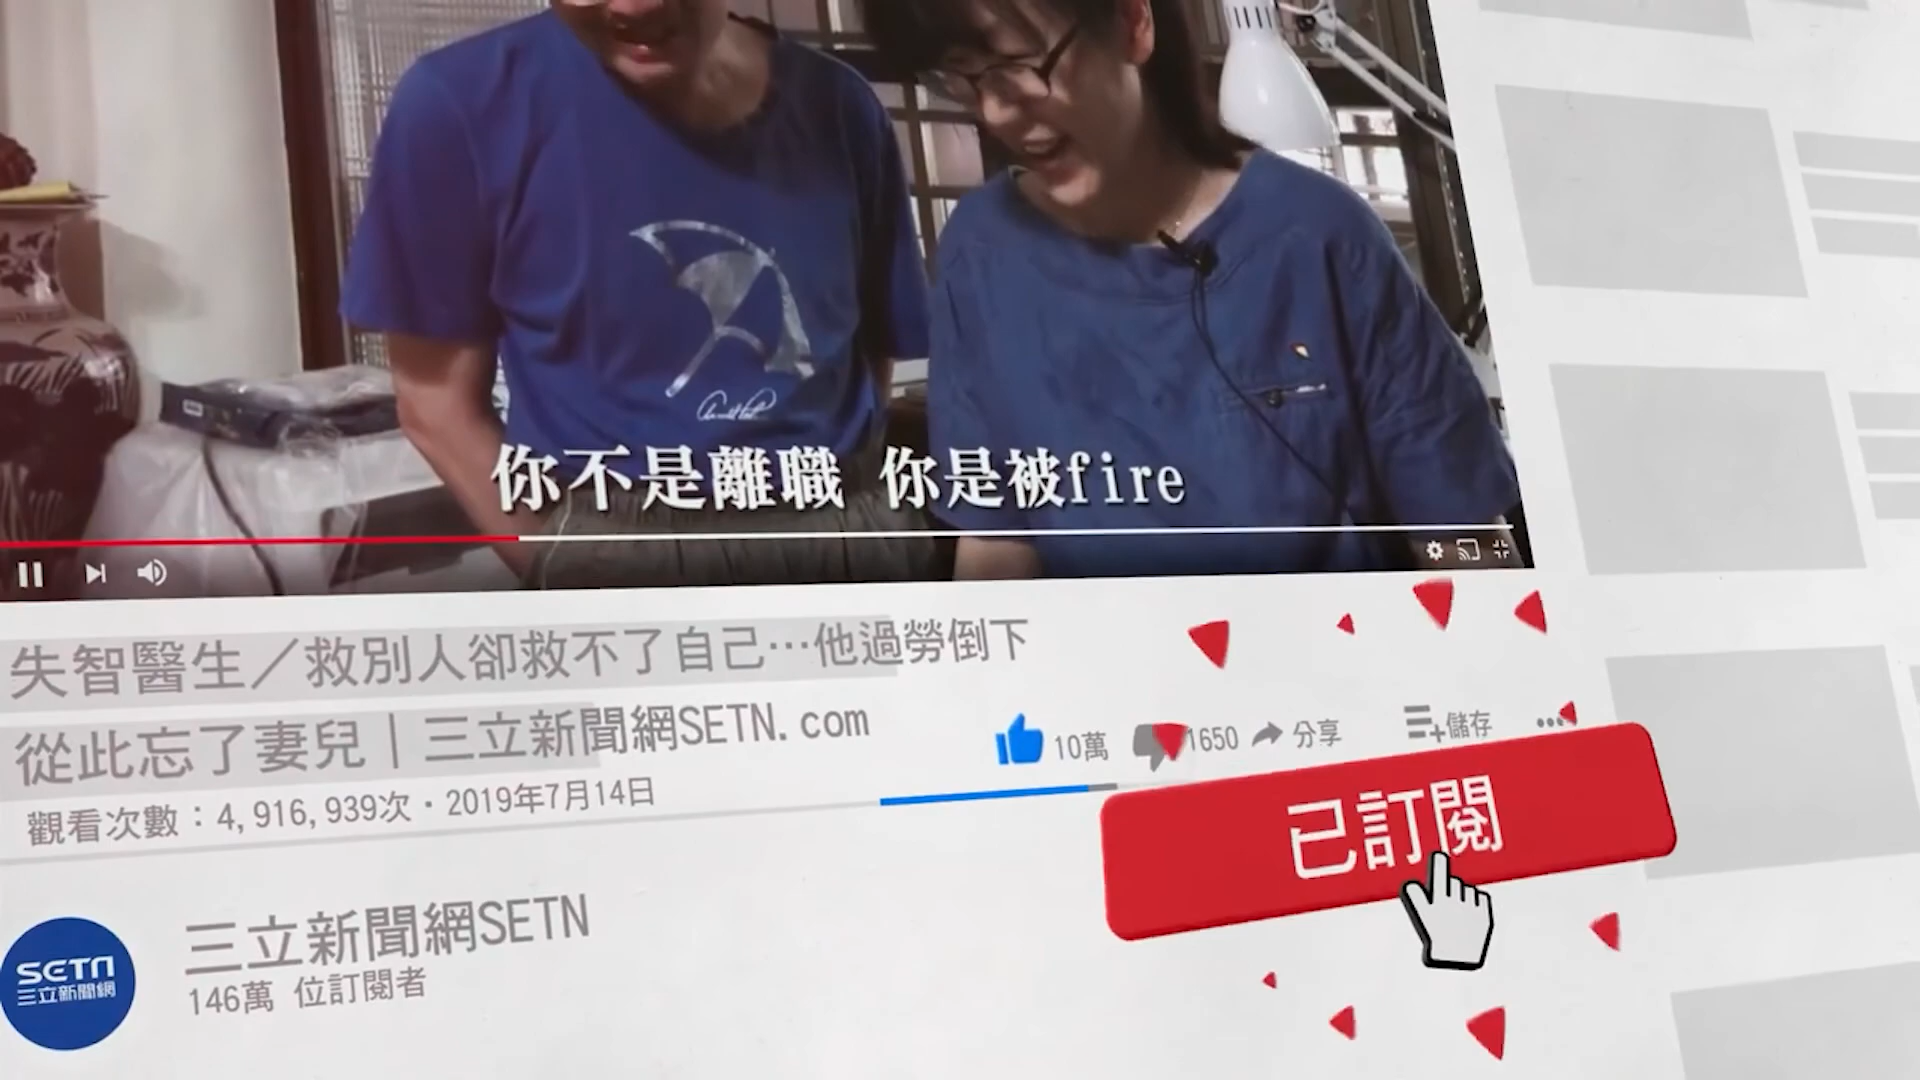 你不是離職 你是被fire
失智醫生／救別人卻救不了自己…他過勞倒下
從此忘了妻兒｜三立新聞網SETN.com
10萬 1650 分享 儲存
觀看次數：4,916,939次・2019年7月14日
已訂閱
三立新聞網SETN
146萬 位訂閱者
SETN
三立新聞網